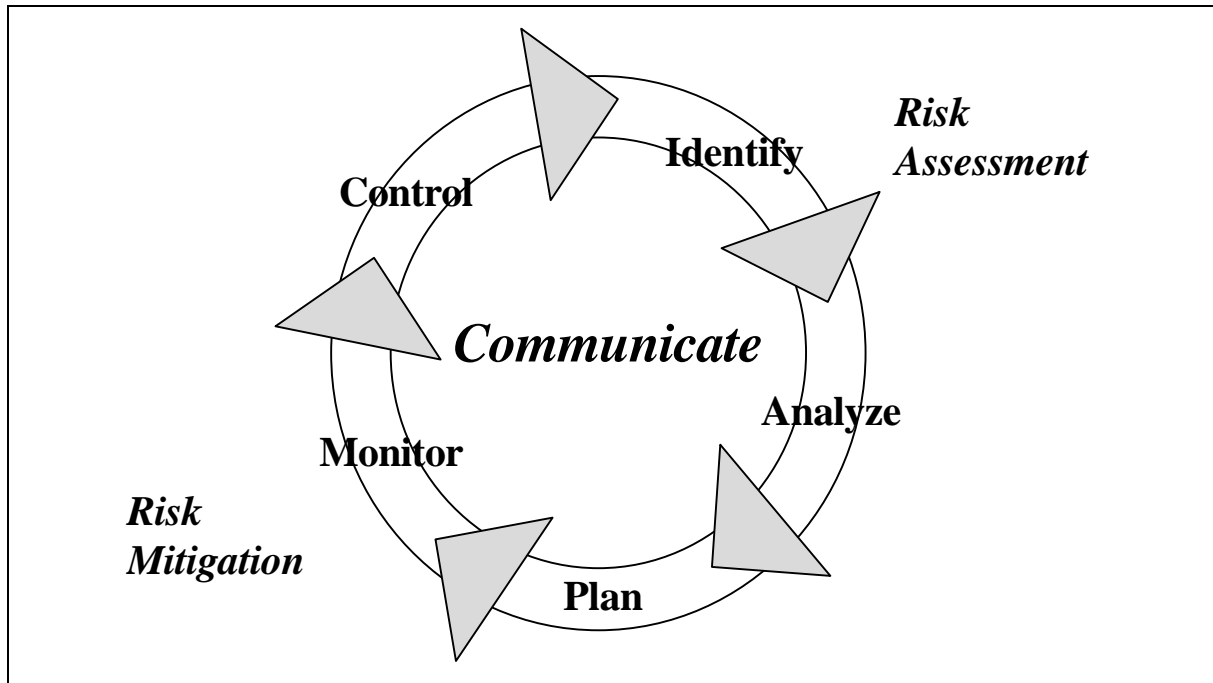 Risk
Assessment
Identify
Control
Communicate
Analyze
Monitor
Risk
Mitigation
Plan